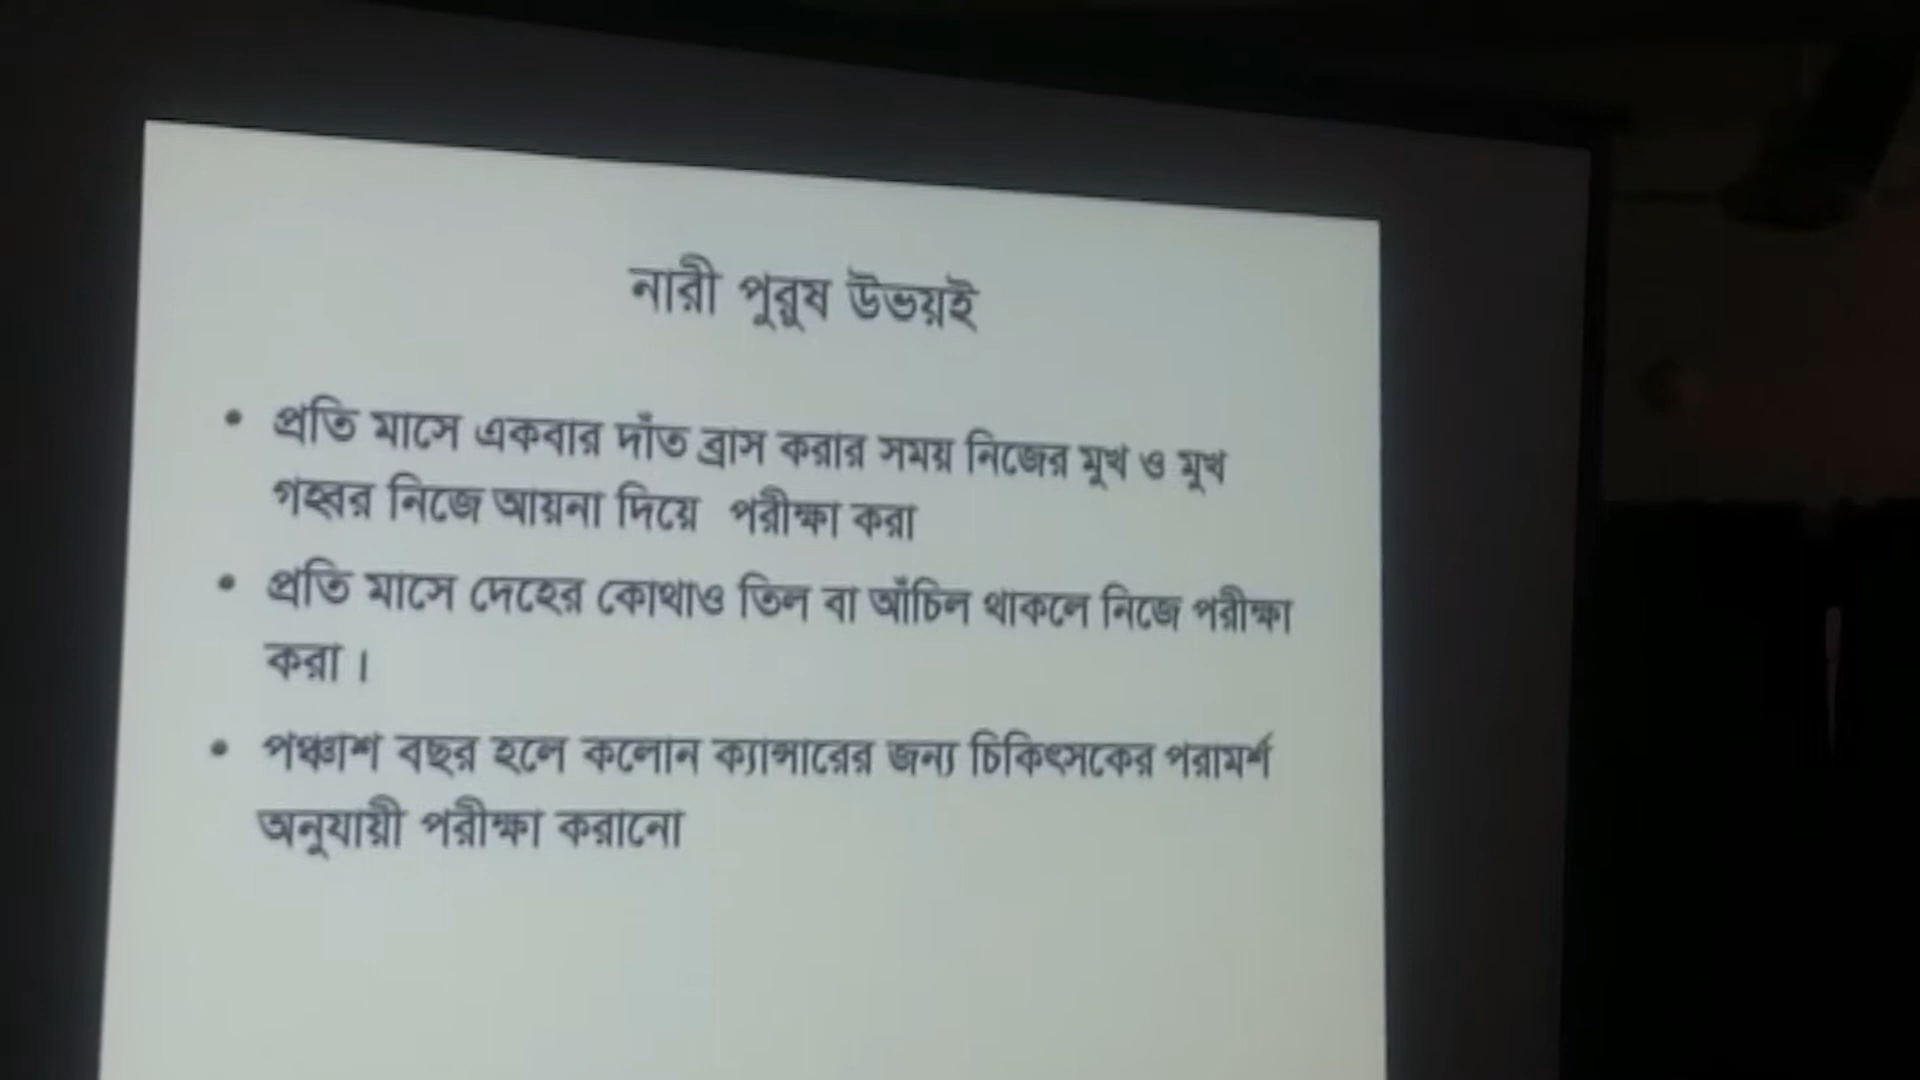 নারী পুরুষ উভয়ই
• প্রতি মাসে একবার দাঁত ব্রাস করার সময় নিজের মুখ ও মুখ
গহ্বর নিজে আয়না দিয়ে পরীক্ষা করা
• প্রতি মাসে দেহের কোথাও তিল বা আঁচিল থাকলে নিজে পরীক্ষা
করা ।
• পঞ্চাশ বছর হলে কলোন ক্যান্সারের জন্য চিকিৎসকের পরামর্শ
অনুযায়ী পরীক্ষা করানো